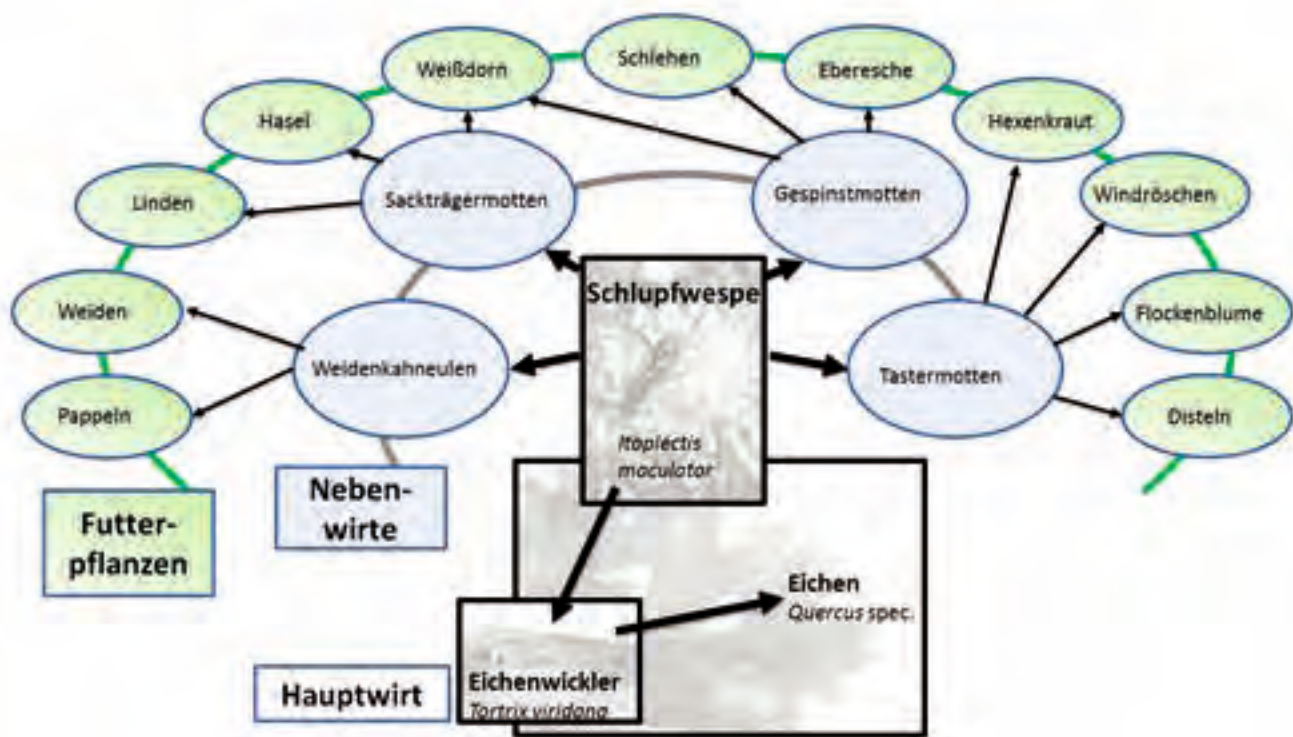 Schlehen
Weißdorn
Eberesche
Hasel
Hexenkraut
Linden
Sackträgermotten
Gespinstmotten
Windröschen
Schlupfwespe
Weiden
Flockenblume
Weidenkahneulen
Tastermotten
Pappeln
Disteln
Itoplectis
maculator
Neben-
wirte
Futter-
pflanzen
Eichen
Quercus spec.
Hauptwirt
Eichenwickler
Tortrix viridana